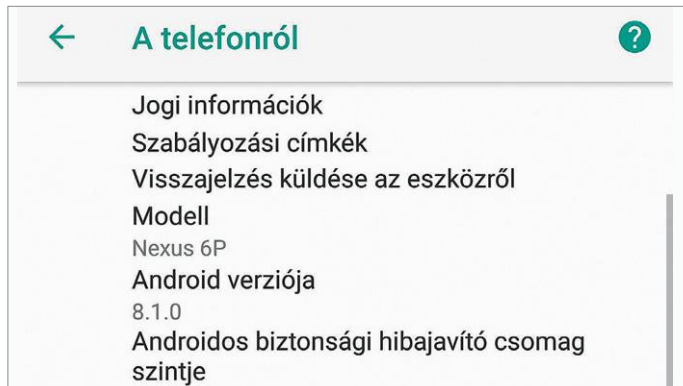 A telefonról
Jogi információk
Szabályozási címkék
Visszajelzés küldése az eszközről
Modell
Nexus 6P
Android verziója
8.1.0
Androidos biztonsági hibajavító csomag
szintje